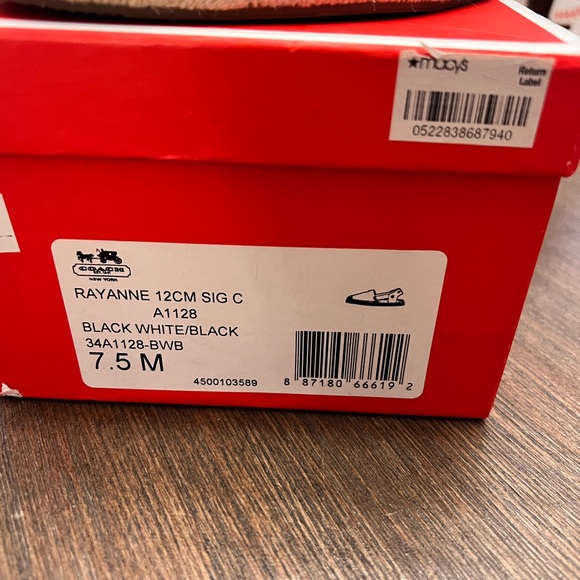 ★macys
Return
Label
0522838687940
COACH
NEW YORK
RAYANNE 12CM SIG C
A1128
BLACK WHITE/BLACK
34A1128-BWB
7.5 M
4500103589
8 87180 66619 2